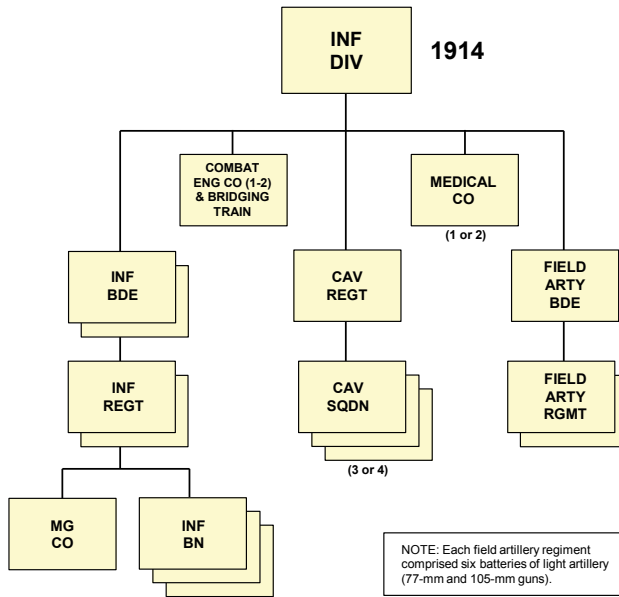 INF
DIV
1914
COMBAT
ENG CO (1-2)
& BRIDGING
TRAIN
MEDICAL
CO
(1 or 2)
INF
BDE
CAV
REGT
FIELD
ARTY
BDE
INF
REGT
CAV
SQDN
(3 or 4)
FIELD
ARTY
RGMT
MG
CO
INF
BN
NOTE: Each field artillery regiment
comprised six batteries of light artillery
(77-mm and 105-mm guns).